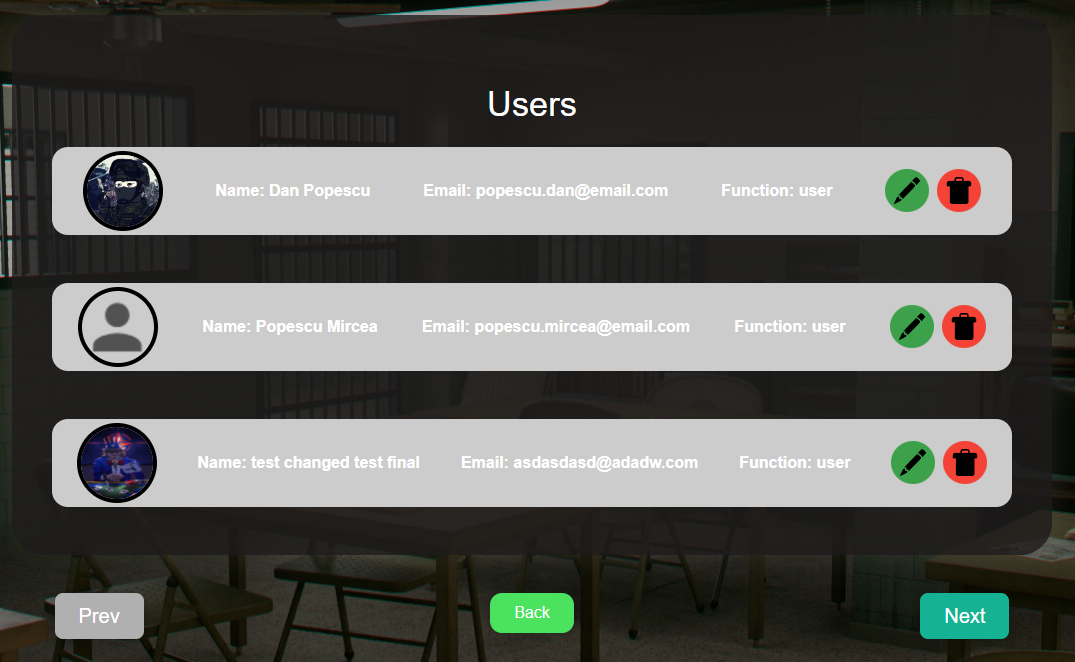 Users
Name: Dan Popescu Email: popescu.dan@email.com Function: user
Name: Popescu Mircea Email: popescu.mircea@email.com Function: user
Name: test changed test final Email: asdasdasd@adadw.com Function: user
Prev Back Next